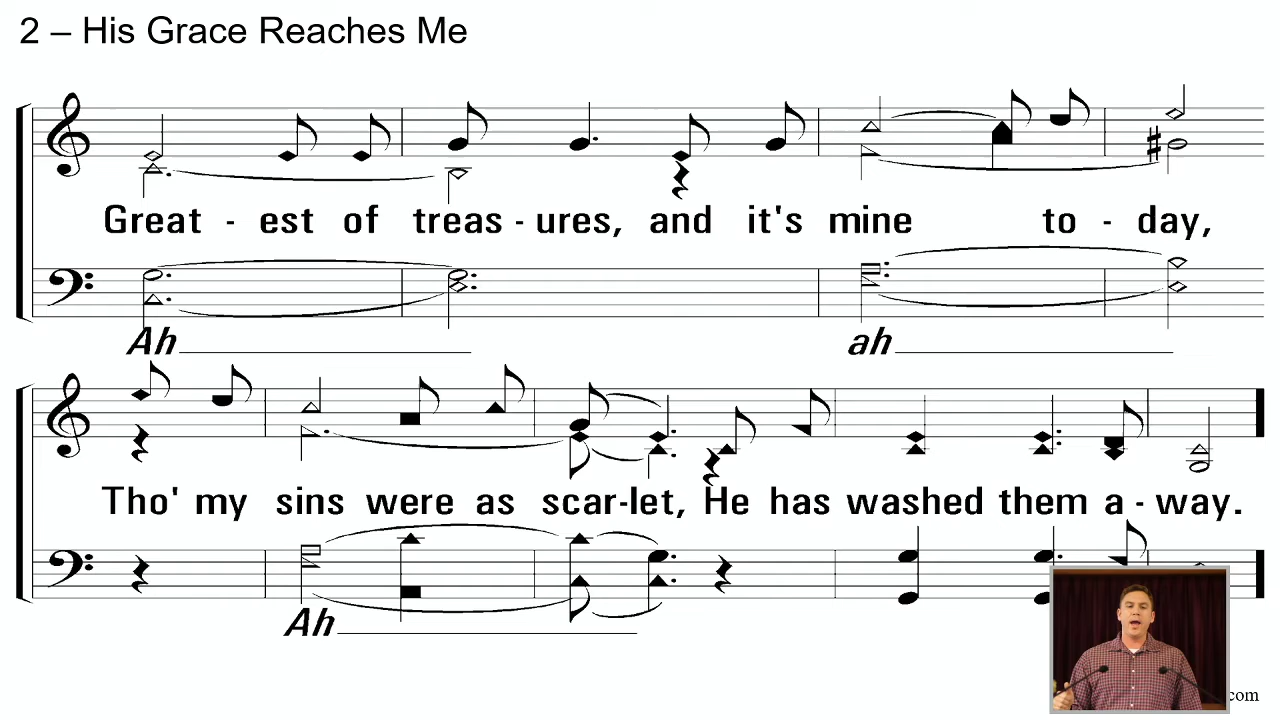 2 – His Grace Reaches Me
Great - est of treas - ures, and it's mine to - day,
Ah ah
Tho' my sins were as scar-let, He has washed them a - way.
Ah
com